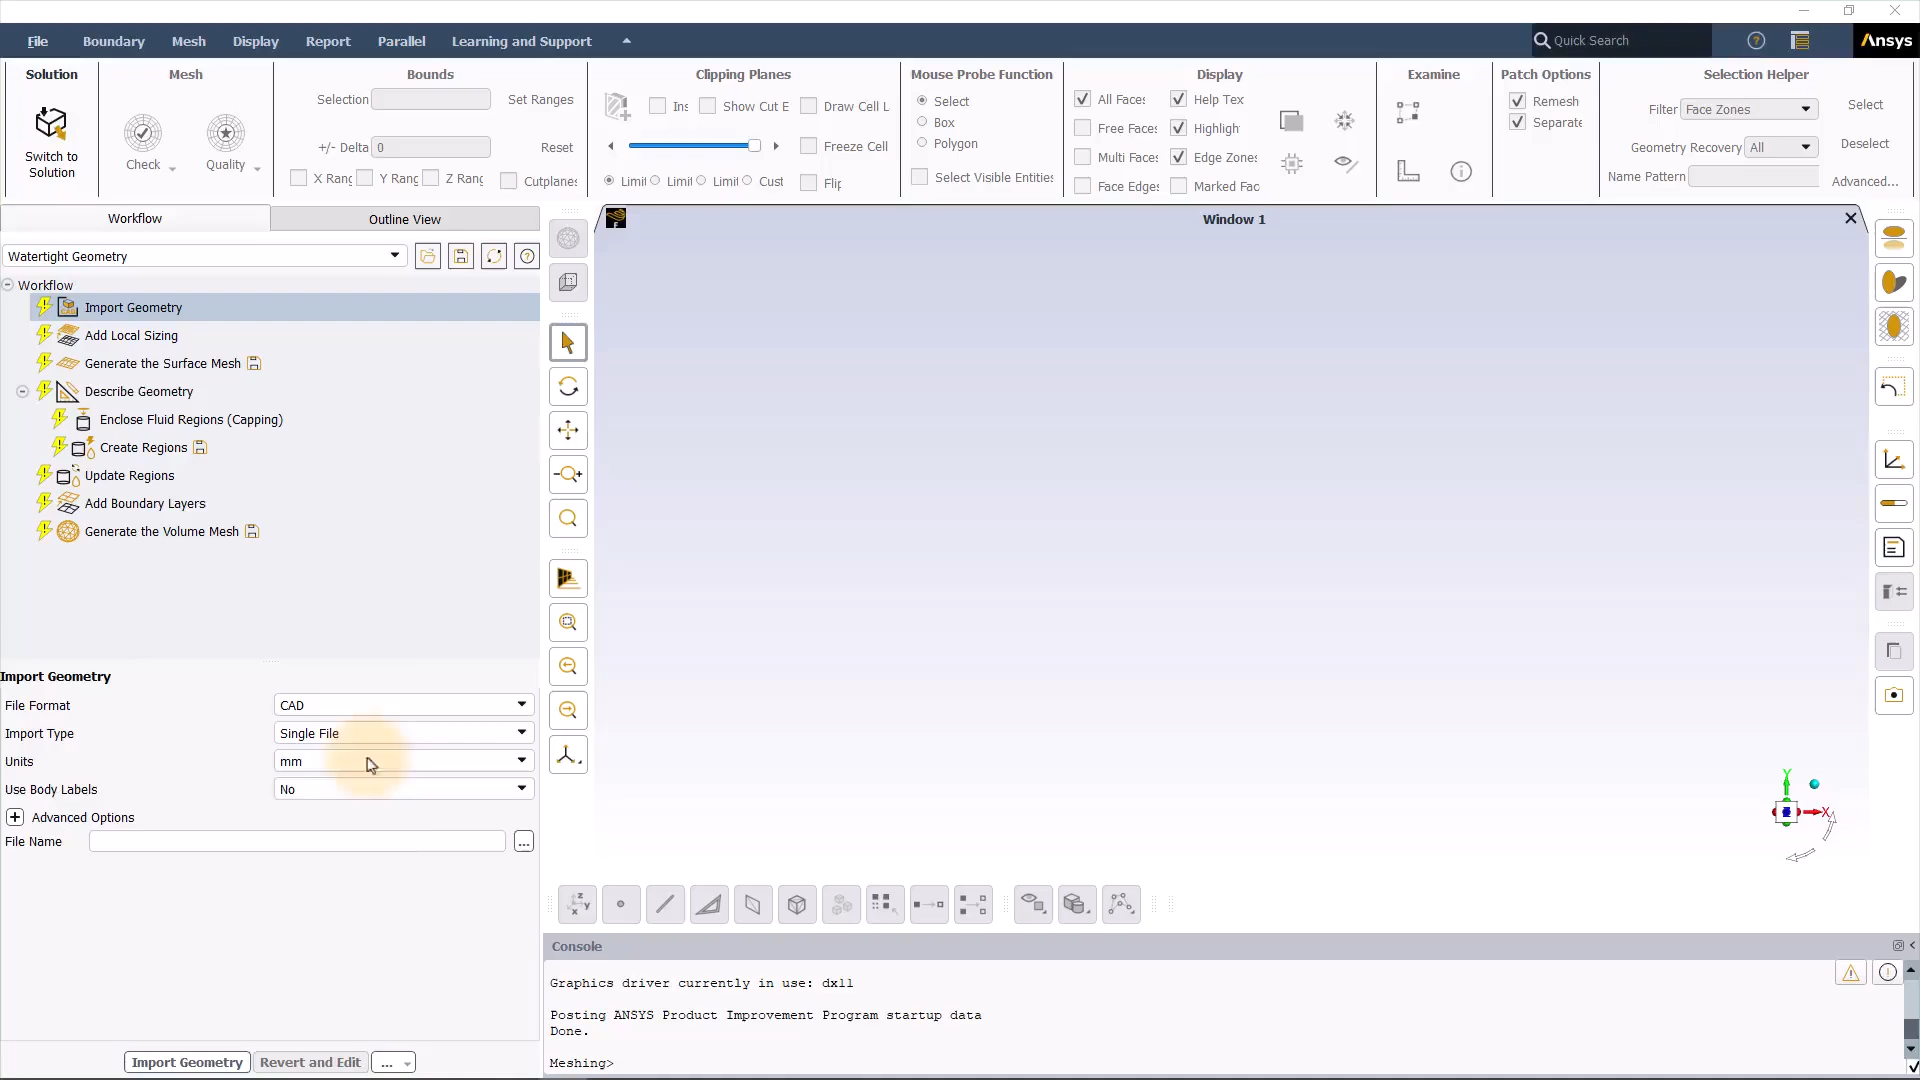 File Boundary Mesh Display Report Parallel Learning and Support
Quick Search
Ansys
Solution
Switch to
Solution
Mesh
Check
Quality
Bounds
Selection
Set Ranges
+/- Delta 0
Reset
X Rang Y Rang Z Rang Cutplanes
Clipping Planes
Ins Show Cut E Draw Cell L
Freeze Cell
Limit Limit Limit Cust Flip
Mouse Probe Function
Select
Box
Polygon
Select Visible Entities
Display
All Faces Help Tex
Free Faces Highlight
Multi Faces Edge Zones
Face Edges Marked Fac
Examine
Patch Options
Remesh
Separate
Selection Helper
Filter Face Zones Select
Geometry Recovery All Deselect
Name Pattern Advanced...
Workflow Outline View
Watertight Geometry
Workflow
Import Geometry
Add Local Sizing
Generate the Surface Mesh
Describe Geometry
Enclose Fluid Regions (Capping)
Create Regions
Update Regions
Add Boundary Layers
Generate the Volume Mesh
Import Geometry
File Format CAD
Import Type Single File
Units mm
Use Body Labels No
Advanced Options
File Name ...
Import Geometry Revert and Edit ...
Window 1
Y
X
Z
Console
Graphics driver currently in use: dx11
Posting ANSYS Product Improvement Program startup data
Done.
Meshing>